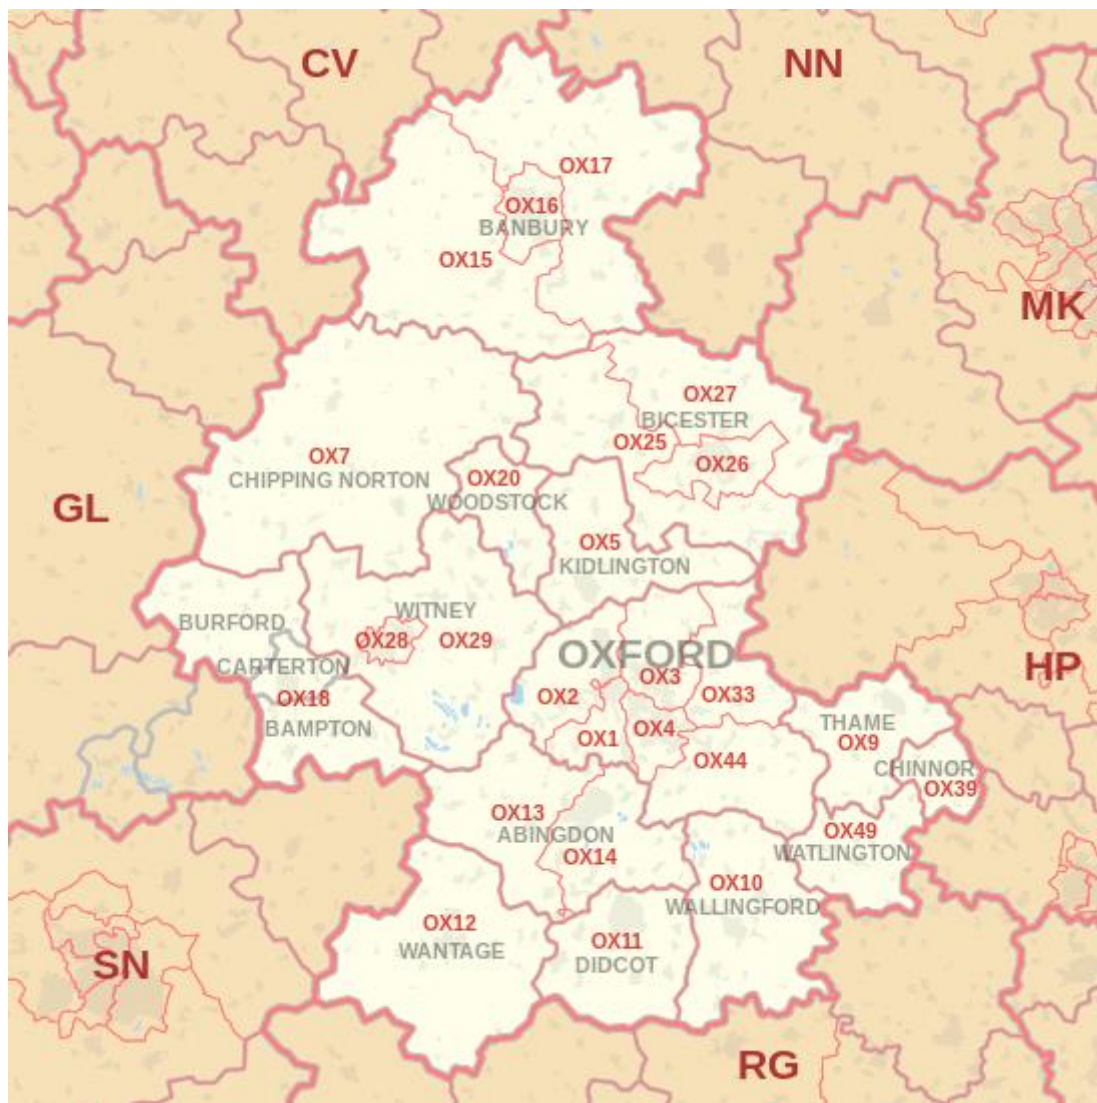 CV
NN
OX17
OX16
BANBURY
OX15
MK
OX27
BICESTER
OX25
OX26
OX7
CHIPPING NORTON
OX20
WOODSTOCK
GL
OX5
KIDLINGTON
BURFORD
WITNEY
OX28
OX29
OXFORD
CARTERTON
OX18
BAMPTON
OX2
OX3
OX33
HP
OX1
OX4
OX44
THAME
OX9
CHINNOR
OX39
OX13
ABINGDON
OX14
OX49
WATLINGTON
OX10
WALLINGFORD
OX12
WANTAGE
OX11
DIDCOT
SN
RG